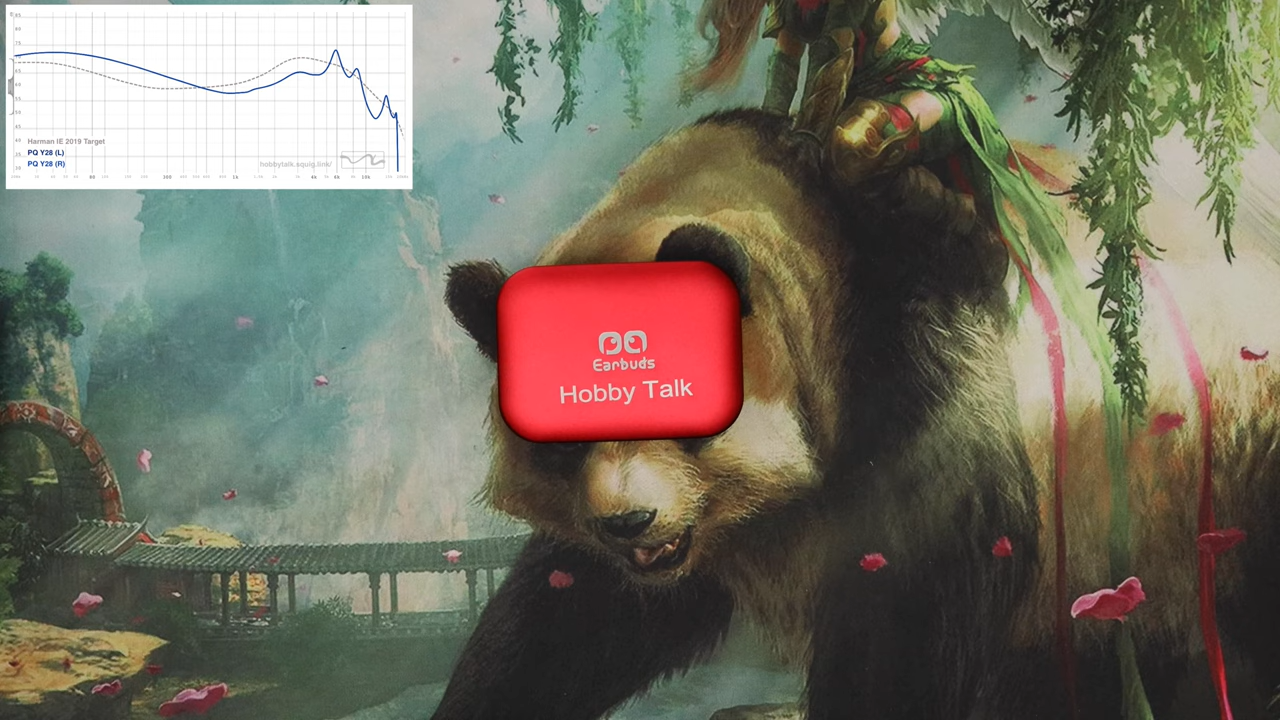 Harman IE 2019 Target
PQ Y28 (L)
PQ Y28 (R)
hobbytalk.squig.link/
Earbuds
Hobby Talk